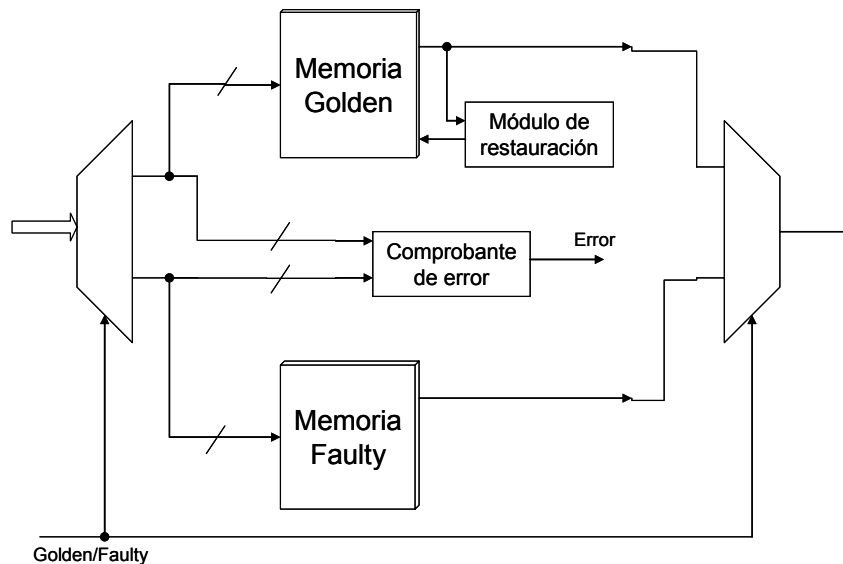 Memoria
Golden
Módulo de
restauración
Comprobante
de error
Error
Memoria
Faulty
Golden/Faulty